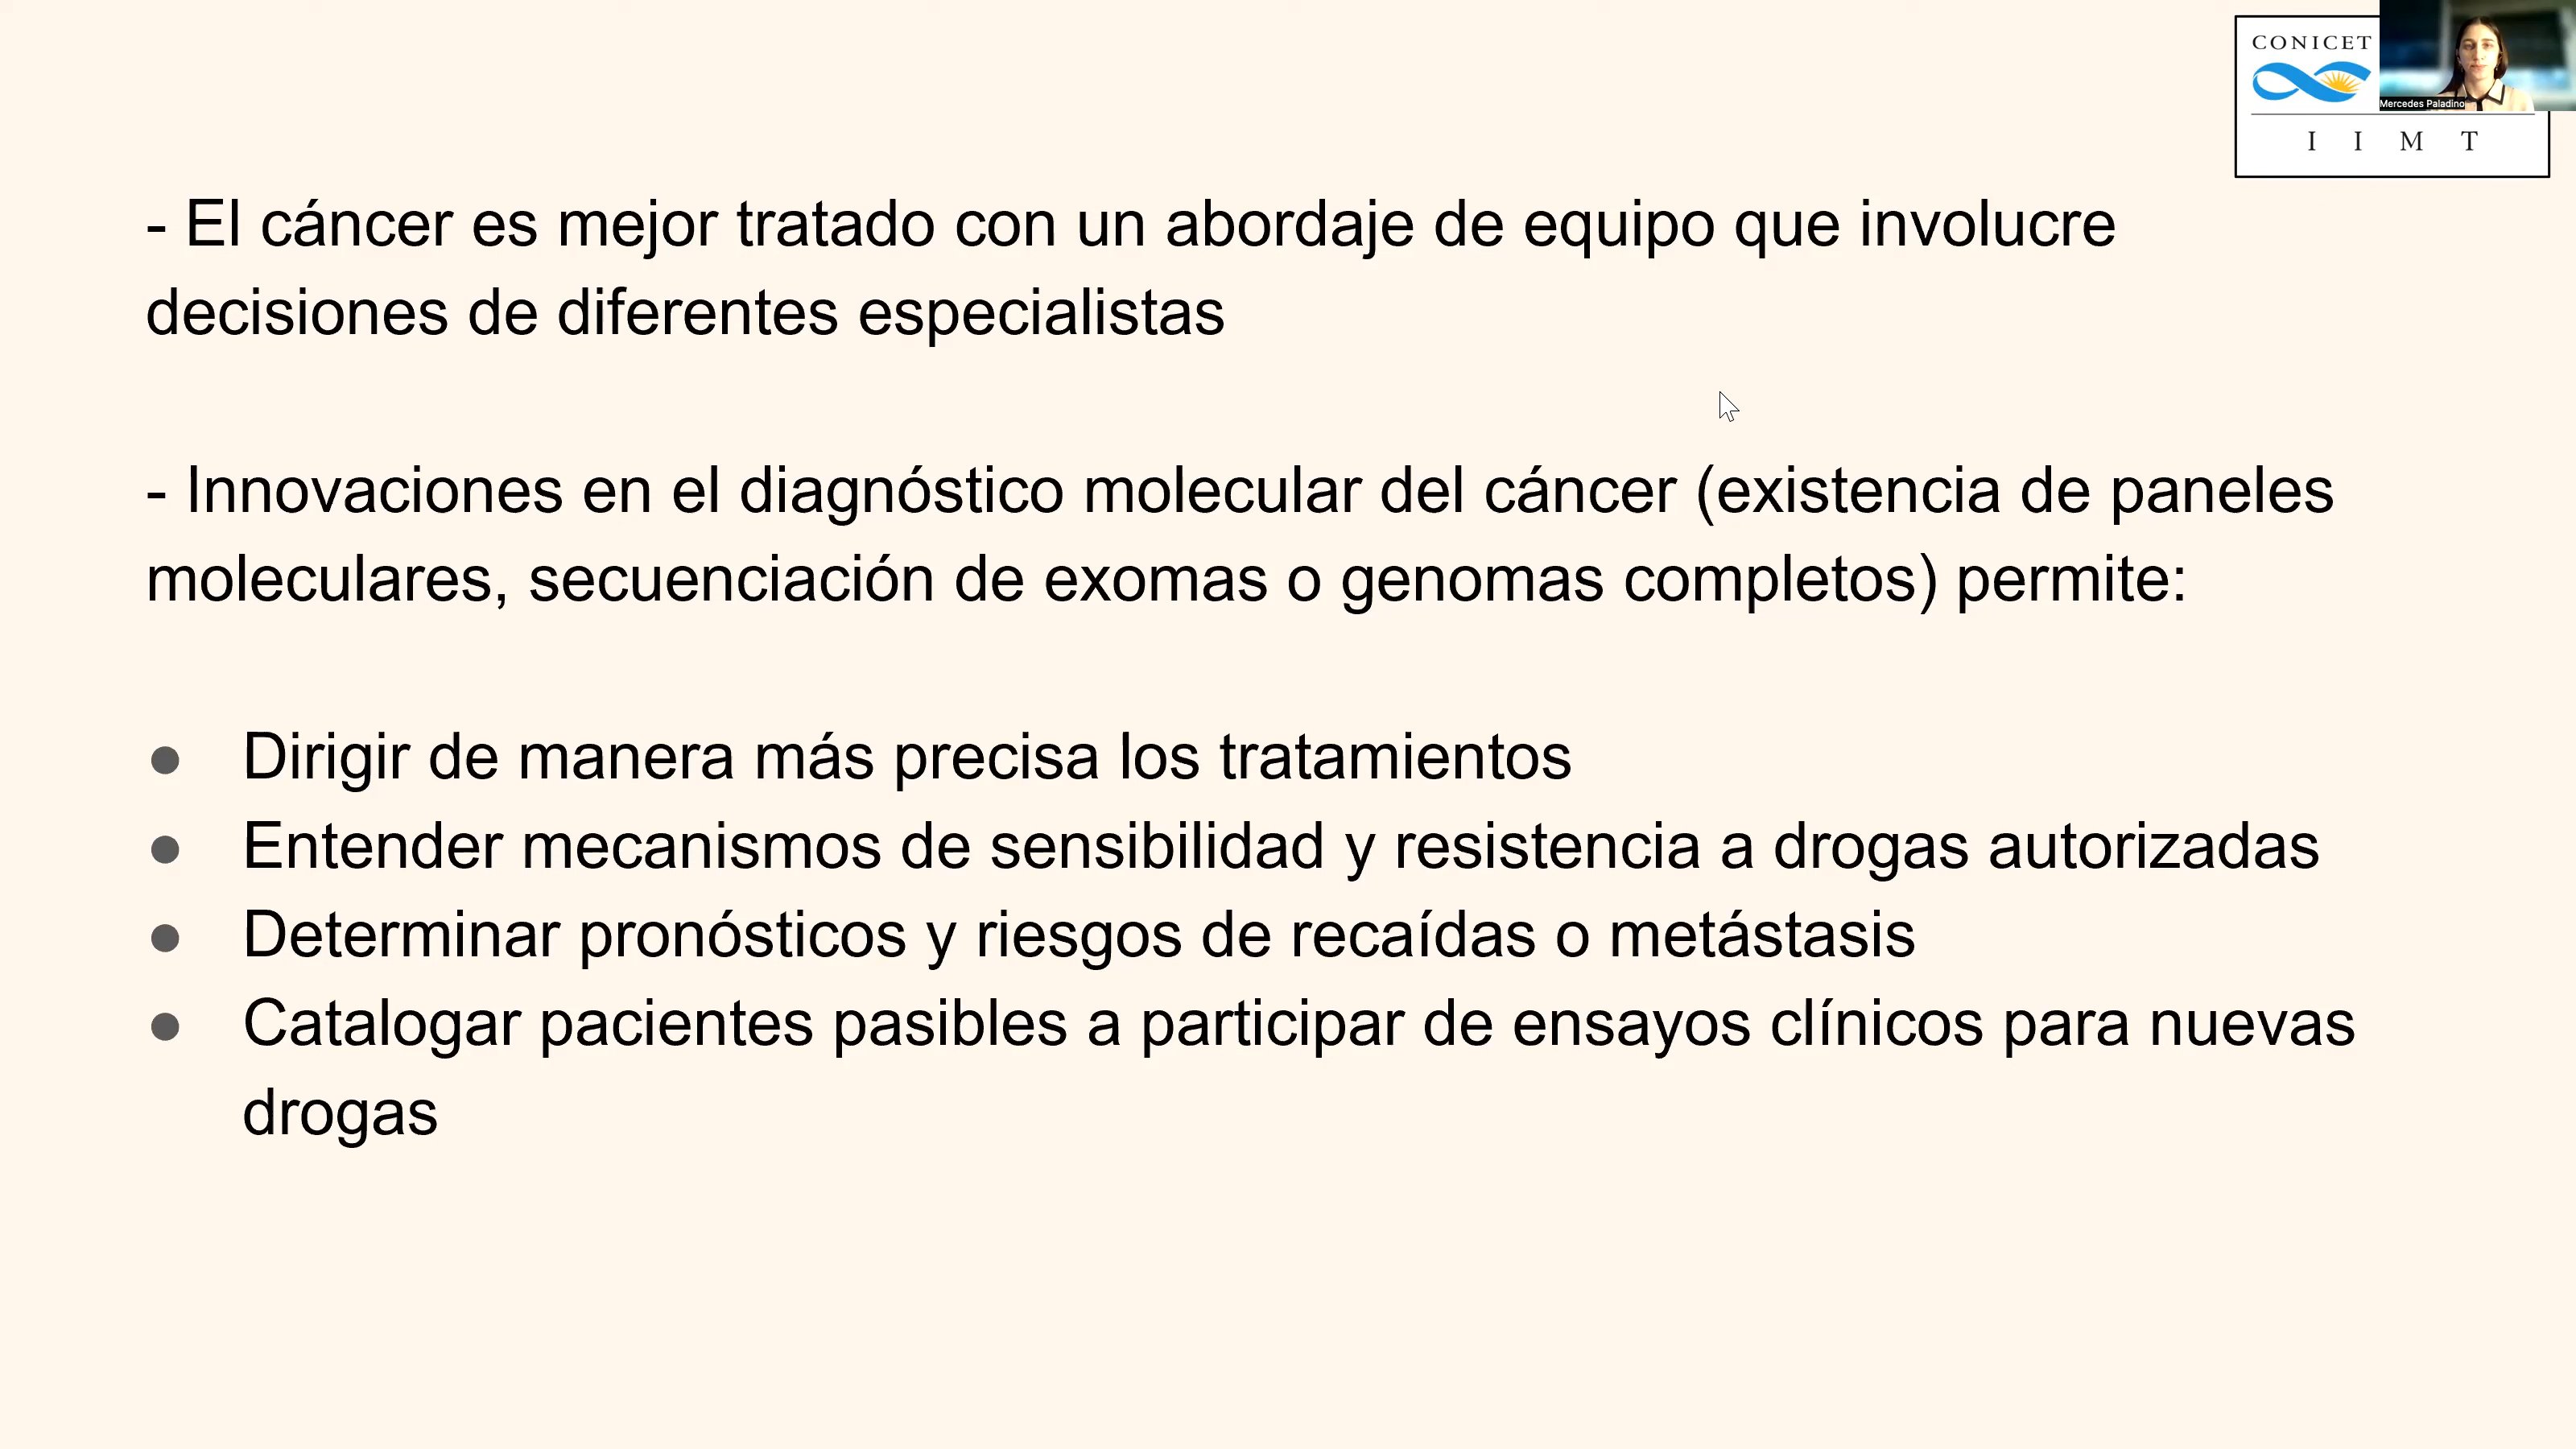 CONICET
Mercedes Paladino
I I M T
- El cáncer es mejor tratado con un abordaje de equipo que involucre
decisiones de diferentes especialistas
- Innovaciones en el diagnóstico molecular del cáncer (existencia de paneles
moleculares, secuenciación de exomas o genomas completos) permite:
● Dirigir de manera más precisa los tratamientos
● Entender mecanismos de sensibilidad y resistencia a drogas autorizadas
● Determinar pronósticos y riesgos de recaídas o metástasis
● Catalogar pacientes pasibles a participar de ensayos clínicos para nuevas
drogas